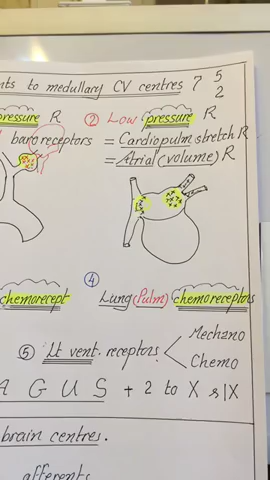 nts to medullary CV centres 7 5
2
pressure R ② Low pressure R
baroreceptors = Cardiopulm stretch R
= Atrial (volume) R
chemorecept ④ Lung (Pulm) chemoreceptors
Mechano
⑤ Lt vent. receptors
Chemo
A G U S + 2 to X & IX
brain centres.
afferents